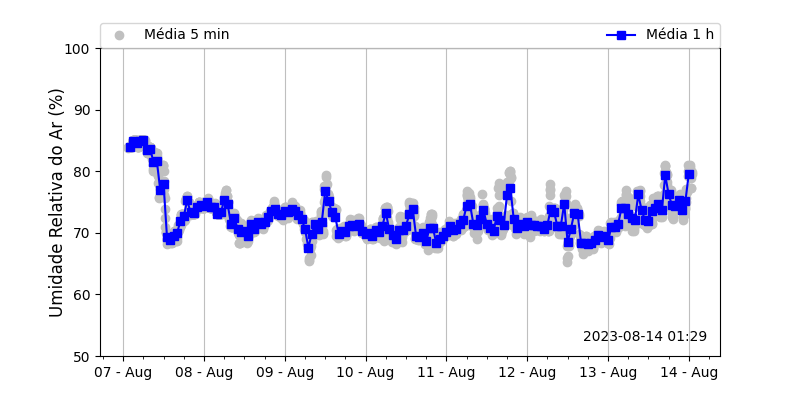 Média 5 min
Média 1 h
Umidade Relativa do Ar (%)
100
90
80
70
60
50
2023-08-14 01:29
07 - Aug
08 - Aug
09 - Aug
10 - Aug
11 - Aug
12 - Aug
13 - Aug
14 - Aug